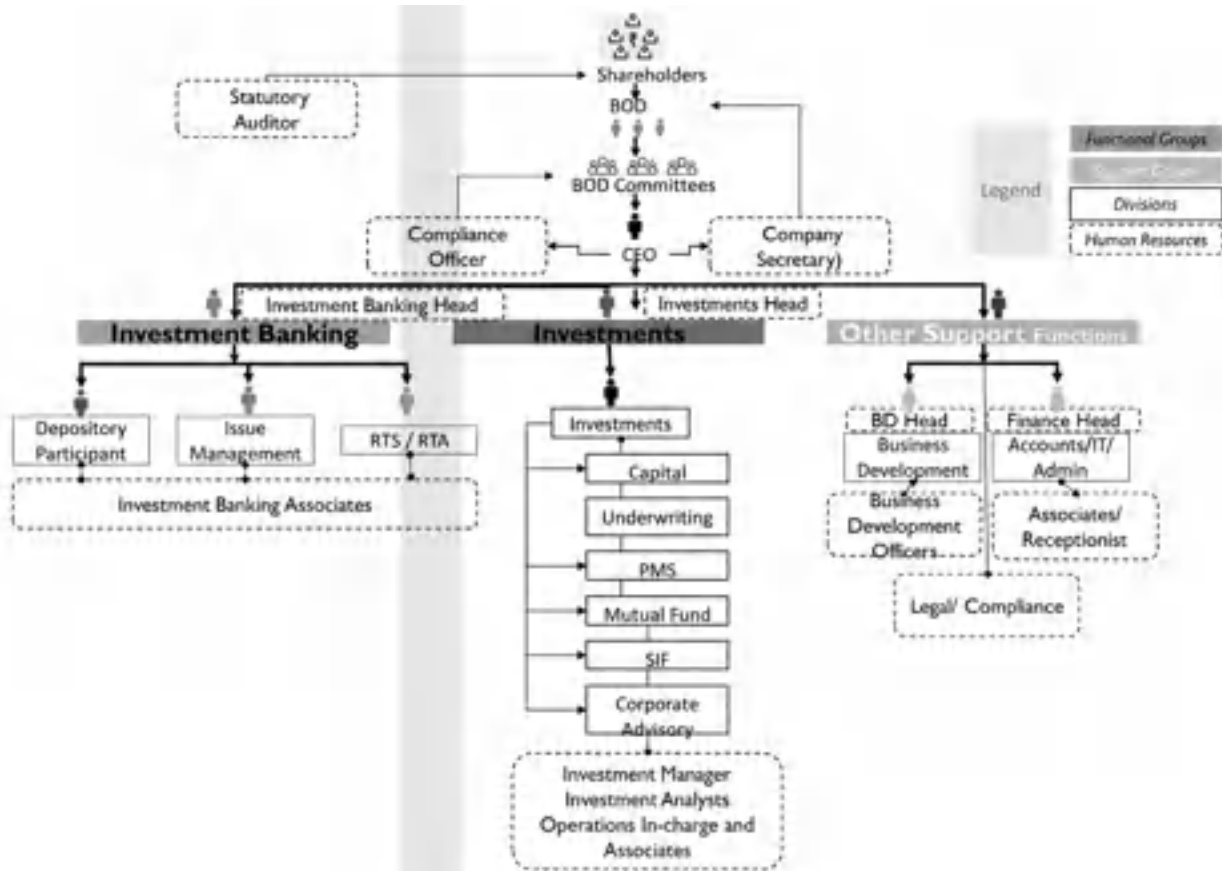 Shareholders
Statutory
Auditor
BOD
Functional Groups
Legend
BOD Committees
Divisions
Human Resources
Compliance
Officer
CEO
Company
Secretary)
Investment Banking Head
Investments Head
Investment Banking
Investments
Other Support Functions
Depository
Participant
Issue
Management
RTS / RTA
Investment Banking Associates
Investments
Capital
Underwriting
PMS
Mutual Fund
SIF
Corporate
Advisory
Investment Manager
Investment Analysts
Operations In-charge and
Associates
BD Head
Business
Development
Business
Development
Officers
Finance Head
Accounts/IT/
Admin
Associates/
Receptionist
Legal/ Compliance